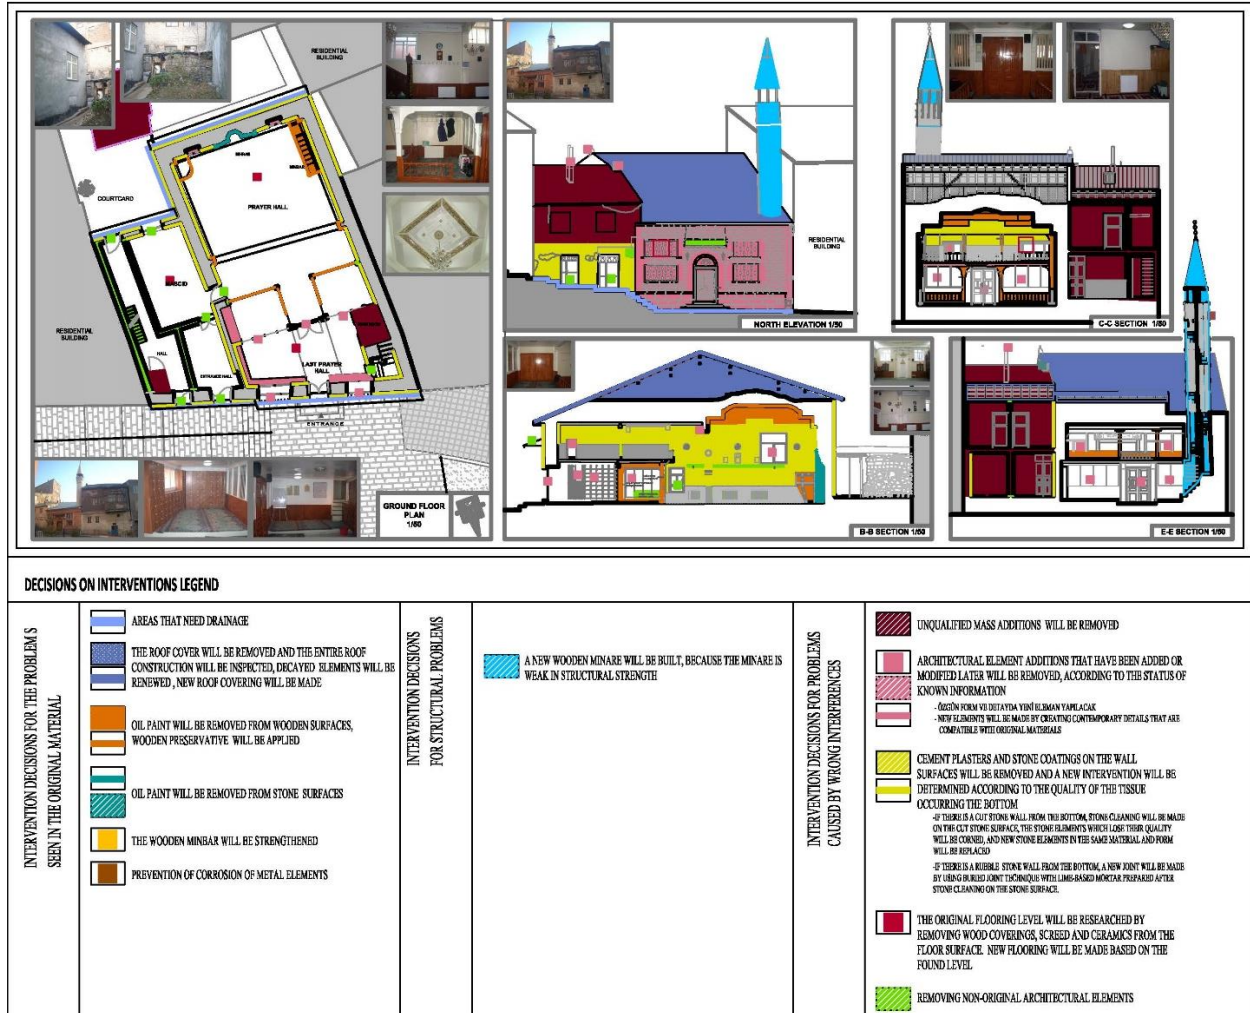 RESIDENTIAL
BUILDING
MIHRAB
MINBAR
COURTCARD
PRAYER HALL
MASCID
RESIDENTIAL
BUILDING
HALL
ENTRANCE HALL
LAST PRAYER
HALL
ENTRANCE
GROUND FLOOR
PLAN
1/50
RESIDENTIAL
BUILDING
NORTH ELEVATION 1/50
C-C SECTION 1/50
B-B SECTION 1/50
E-E SECTION 1/50
DECISIONS ON INTERVENTIONS LEGEND
INTERVENTION DECISIONS FOR THE PROBLEM S
SEEN IN THE ORIGINAL MATERIAL
AREAS THAT NEED DRAINAGE
THE ROOF COVER WILL BE REMOVED AND THE ENTIRE ROOF
CONSTRUCTION WILL BE INSPECTED, DECAYED ELEMENTS WILL BE
RENEWED , NEW ROOF COVERING WILL BE MADE
OIL PAINT WILL BE REMOVED FROM WOODEN SURFACES,
WOODEN PRESERVATIVE WILL BE APPLIED
OIL PAINT WILL BE REMOVED FROM STONE SURFACES
THE WOODEN MINBAR WILL BE STRENGTHENED
PREVENTION OF CORROSION OF METAL ELEMENTS
INTERVENTION DECISIONS
FOR STRUCTURAL PROBLEMS
A NEW WOODEN MINARE WILL BE BUILT, BECAUSE THE MINARE IS
WEAK IN STRUCTURAL STRENGTH
INTERVENTION DECISIONS FOR PROBLEMS
CAUSED BY WRONG INTERFERENCES
UNQUALIFIED MASS ADDITIONS WILL BE REMOVED
ARCHITECTURAL ELEMENT ADDITIONS THAT HAVE BEEN ADDED OR
MODIFIED LATER WILL BE REMOVED, ACCORDING TO THE STATUS OF
KNOWN INFORMATION
- ÖZGÜN FORM VE DETAYDA YENİ ELEMAN YAPILACAK
- NEW ELEMENTS WILL BE MADE BY CREATING CONTEMPORARY DETAILS THAT ARE
COMPATIBLE WITH ORIGINAL MATERIALS
CEMENT PLASTERS AND STONE COATINGS ON THE WALL
SURFACES WILL BE REMOVED AND A NEW INTERVENTION WILL BE
DETERMINED ACCORDING TO THE QUALITY OF THE TISSUE
OCCURRING THE BOTTOM
-IF THERE IS A CUT STONE WALL FROM THE BOTTOM, STONE CLEANING WILL BE MADE
ON THE CUT STONE SURFACE, THE STONE ELEMENTS WHICH LOSE THEIR QUALITY
WILL BE CORNED, AND NEW STONE ELEMENTS IN THE SAME MATERIAL AND FORM
WILL BE REPLACED
-IF THERE IS A RUBBLE STONE WALL FROM THE BOTTOM, A NEW JOINT WILL BE MADE
BY USING BURIED JOINT TECHNIQUE WITH LIME-BASED MORTAR PREPARED AFTER
STONE CLEANING ON THE STONE SURFACE.
THE ORIGINAL FLOORING LEVEL WILL BE RESEARCHED BY
REMOVING WOOD COVERINGS, SCREED AND CERAMICS FROM THE
FLOOR SURFACE. NEW FLOORING WILL BE MADE BASED ON THE
FOUND LEVEL
REMOVING NON-ORIGINAL ARCHITECTURAL ELEMENTS